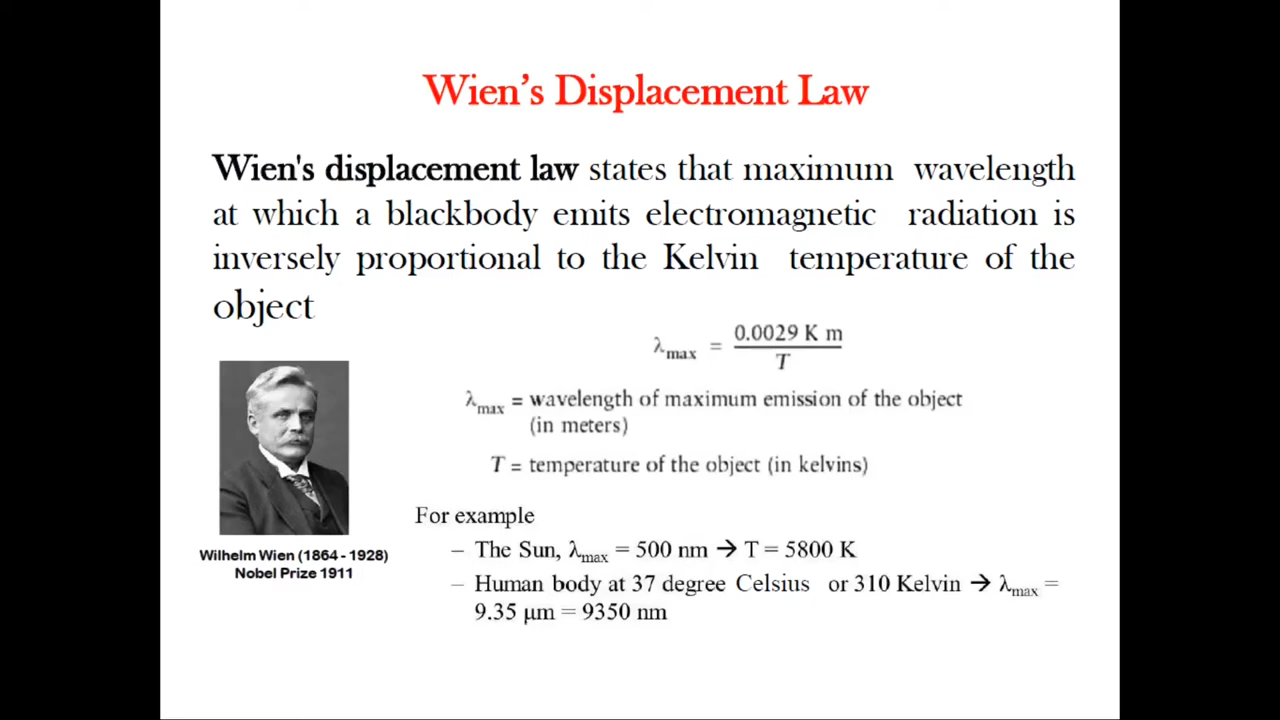 Wien's Displacement Law
Wien's displacement law states that maximum wavelength
at which a blackbody emits electromagnetic radiation is
inversely proportional to the Kelvin temperature of the
object
λmax = 0.0029 K m / T
λmax = wavelength of maximum emission of the object
(in meters)
T = temperature of the object (in kelvins)
For example
– The Sun, λmax = 500 nm → T = 5800 K
– Human body at 37 degree Celsius or 310 Kelvin → λmax =
9.35 μm = 9350 nm
Wilhelm Wien (1864 - 1928)
Nobel Prize 1911